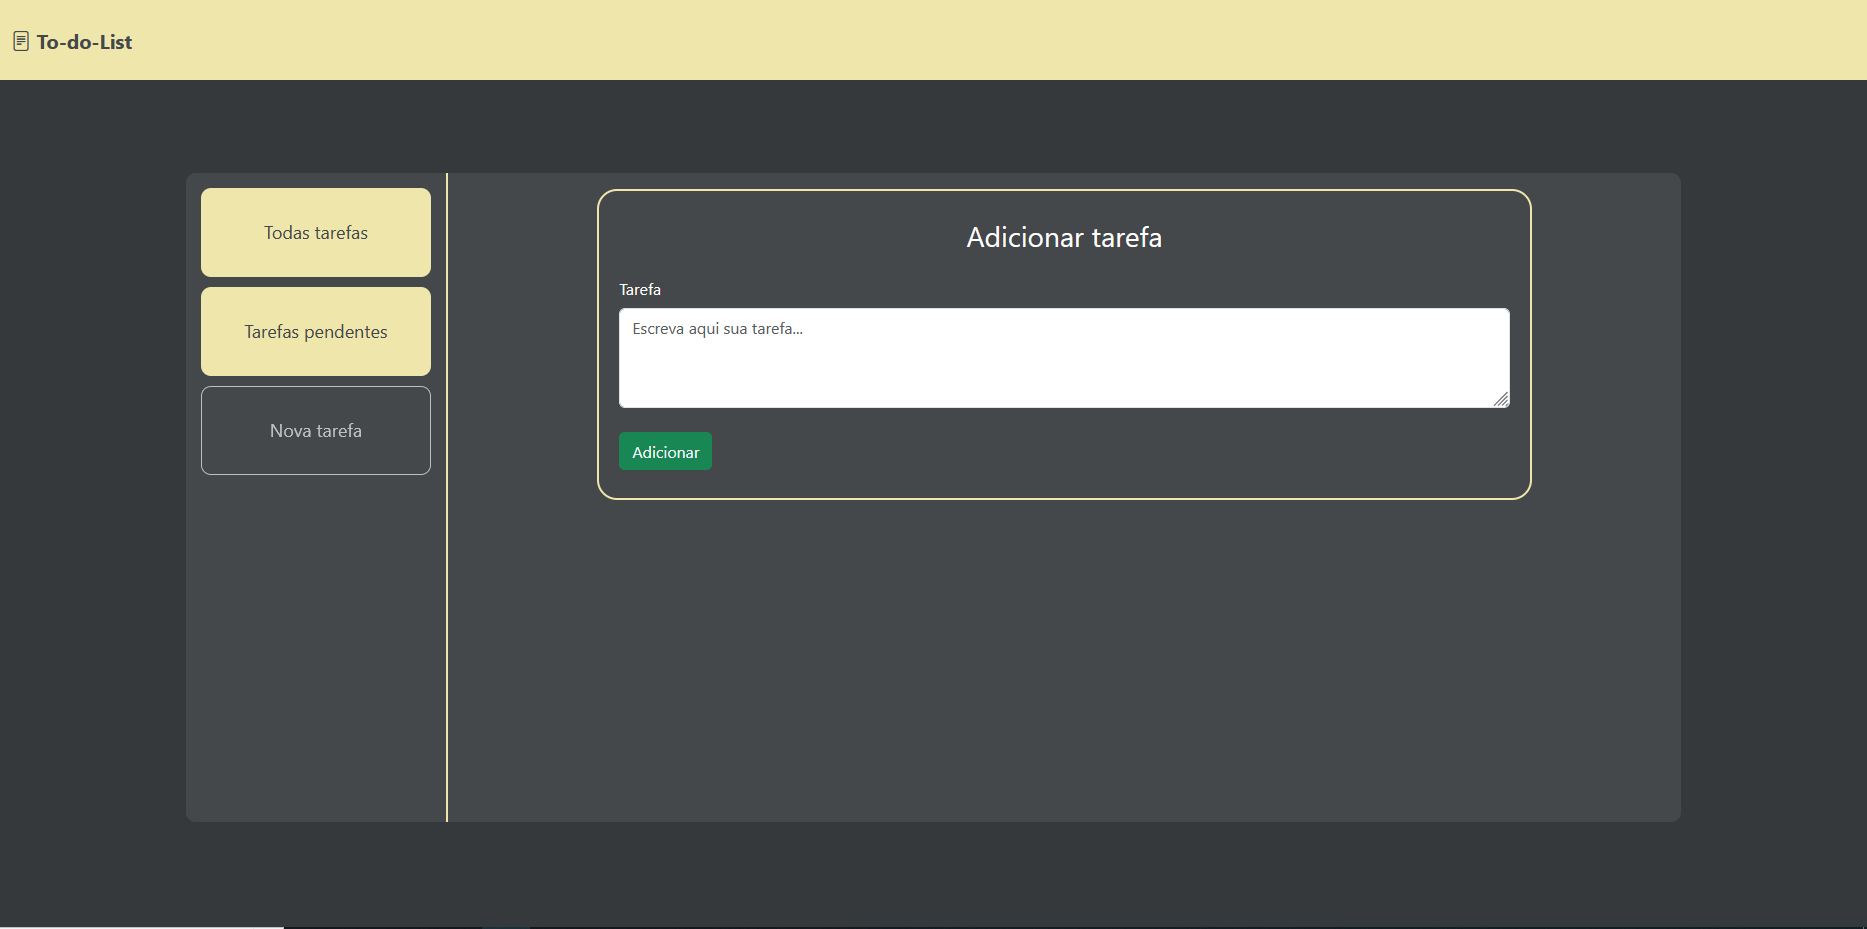 To-do-List
Todas tarefas
Tarefas pendentes
Nova tarefa
Adicionar tarefa
Tarefa
Escreva aqui sua tarefa...
Adicionar